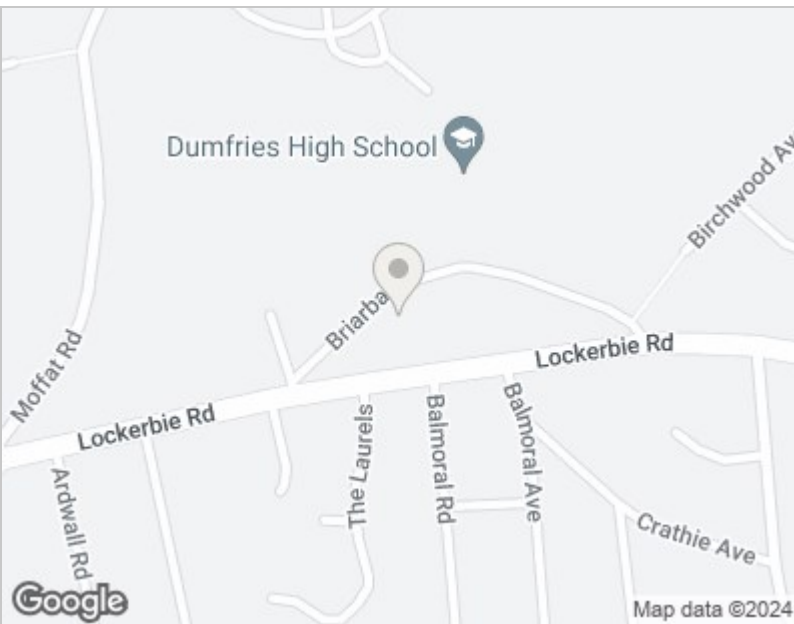 Dumfries High School
Birchwood Av
Briarba
Moffat Rd
Lockerbie Rd
Lockerbie Rd
The Laurels
Balmoral Rd
Balmoral Ave
Ardwall Rd
Crathie Ave
Google
Map data ©2024